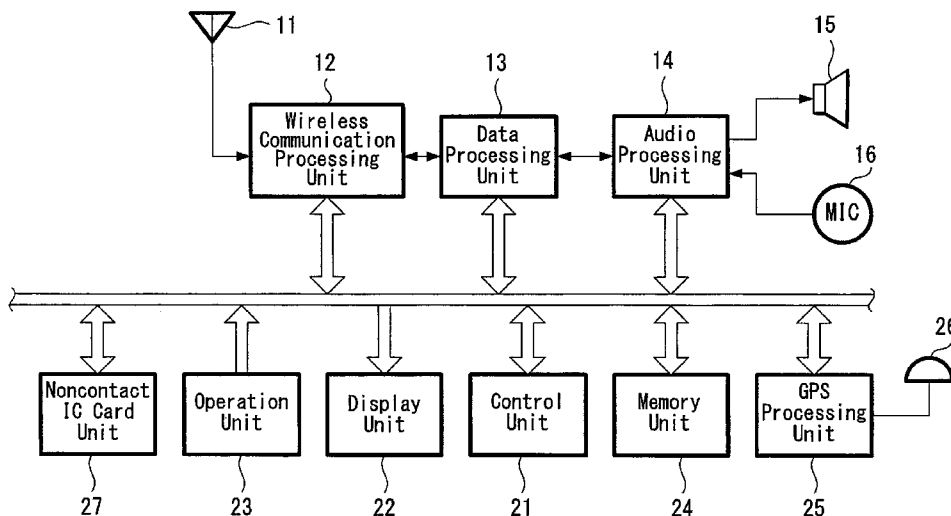 11
12
13
14
15
Wireless
Communication
Processing
Unit
Data
Processing
Unit
Audio
Processing
Unit
16
MIC
26
Noncontact
IC Card
Unit
Operation
Unit
Display
Unit
Control
Unit
Memory
Unit
GPS
Processing
Unit
27
23
22
21
24
25